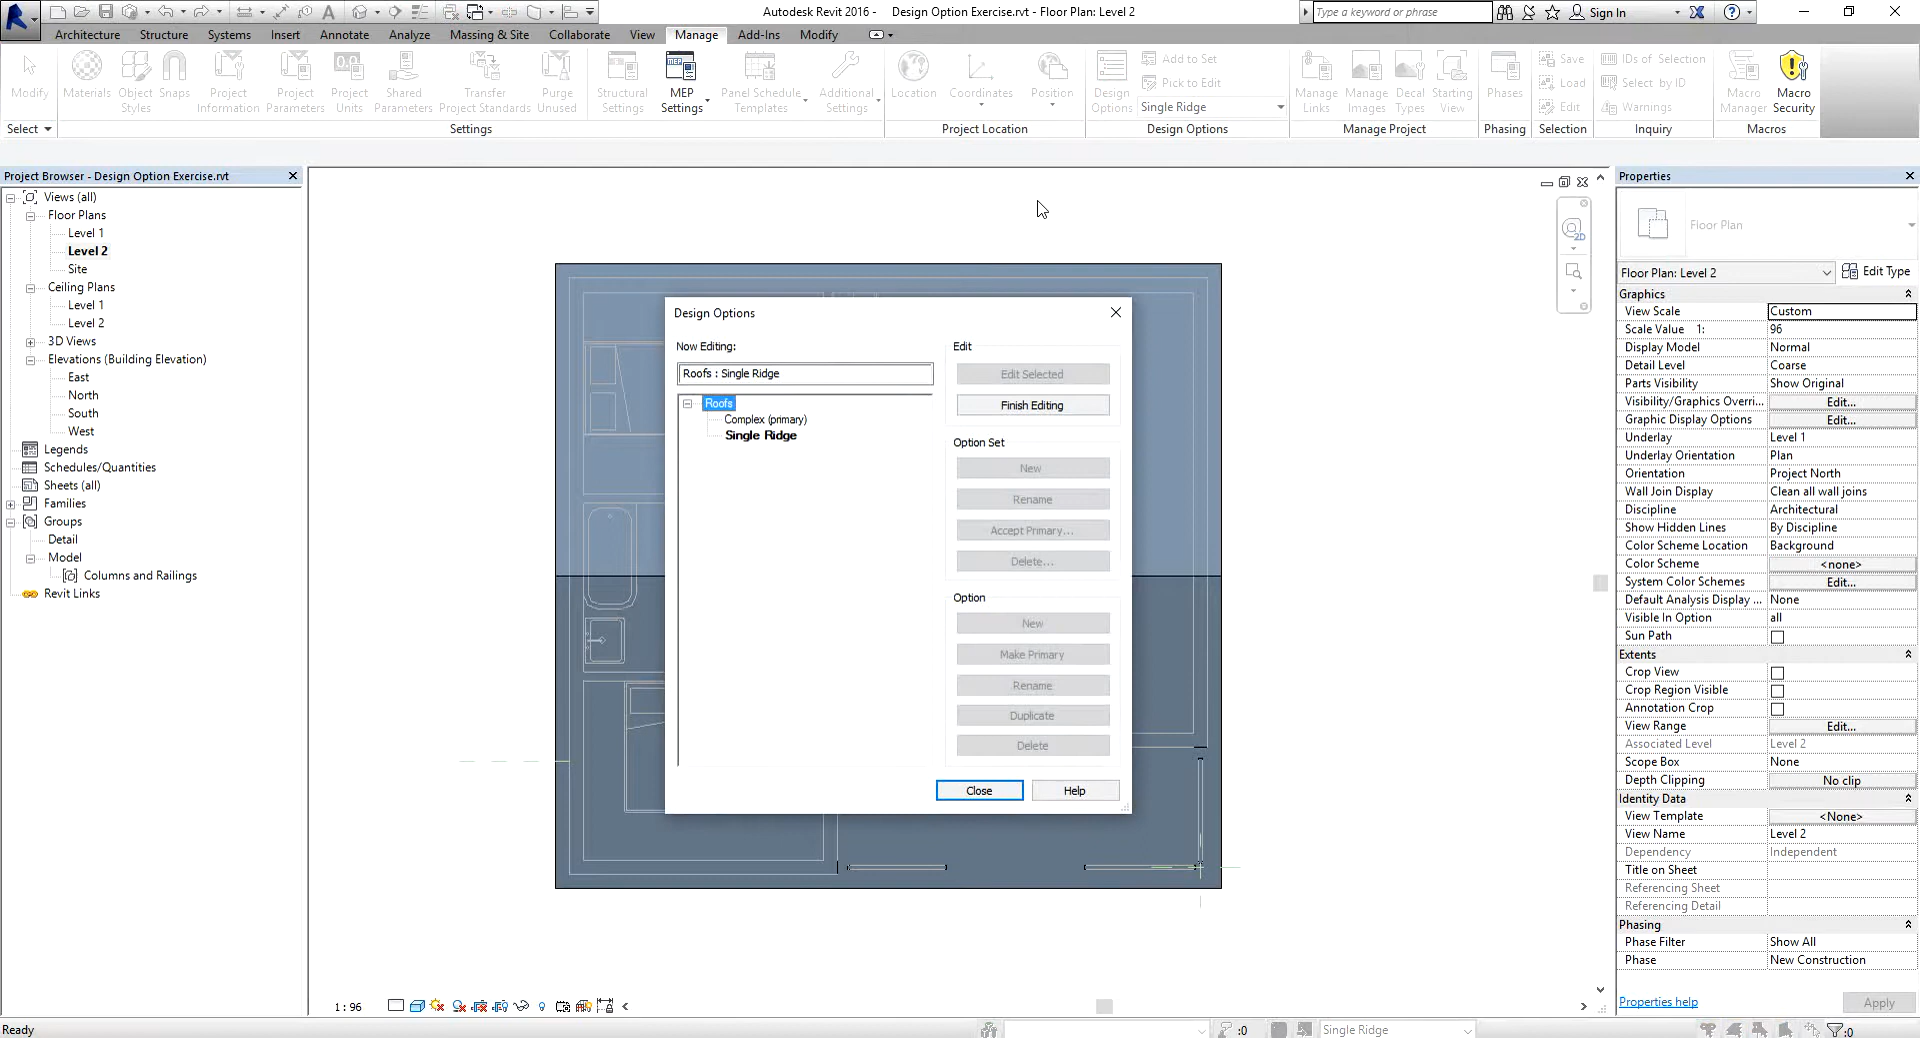 Autodesk Revit 2016 - Design Option Exercise.rvt - Floor Plan: Level 2
Type a keyword or phrase
Sign In
Architecture Structure Systems Insert Annotate Analyze Massing & Site Collaborate View Manage Add-Ins Modify
Modify
Materials
Object Styles
Snaps
Project Information
Project Parameters
Project Units
Shared Parameters
Transfer Project Standards
Purge Unused
Structural Settings
MEP Settings
Panel Schedule Templates
Additional Settings
Location
Coordinates
Position
Design Options
Add to Set
Pick to Edit
Single Ridge
Manage Links
Manage Images
Decal Types
Starting View
Phases
Save
Load
Edit
IDs of Selection
Select by ID
Warnings
Macro Manager
Macro Security
Select
Settings
Project Location
Design Options
Manage Project
Phasing
Selection
Inquiry
Macros
Project Browser - Design Option Exercise.rvt
Views (all)
Floor Plans
Level 1
Level 2
Site
Ceiling Plans
Level 1
Level 2
3D Views
Elevations (Building Elevation)
East
North
South
West
Legends
Schedules/Quantities
Sheets (all)
Families
Groups
Detail
Model
Columns and Railings
Revit Links
2D
Design Options
Now Editing:
Roofs : Single Ridge
Roofs
Complex (primary)
Single Ridge
Edit
Edit Selected
Finish Editing
Option Set
New
Rename
Accept Primary...
Delete...
Option
New
Make Primary
Rename
Duplicate
Delete
Close
Help
Properties
Floor Plan
Floor Plan: Level 2
Edit Type
Graphics
View Scale Custom
Scale Value 1: 96
Display Model Normal
Detail Level Coarse
Parts Visibility Show Original
Visibility/Graphics Overri... Edit...
Graphic Display Options Edit...
Underlay Level 1
Underlay Orientation Plan
Orientation Project North
Wall Join Display Clean all wall joins
Discipline Architectural
Show Hidden Lines By Discipline
Color Scheme Location Background
Color Scheme <none>
System Color Schemes Edit...
Default Analysis Display ... None
Visible In Option all
Sun Path
Extents
Crop View
Crop Region Visible
Annotation Crop
View Range Edit...
Associated Level Level 2
Scope Box None
Depth Clipping No clip
Identity Data
View Template <None>
View Name Level 2
Dependency Independent
Title on Sheet
Referencing Sheet
Referencing Detail
Phasing
Phase Filter Show All
Phase New Construction
Properties help
Apply
1 : 96
Ready
:0
Single Ridge
:0